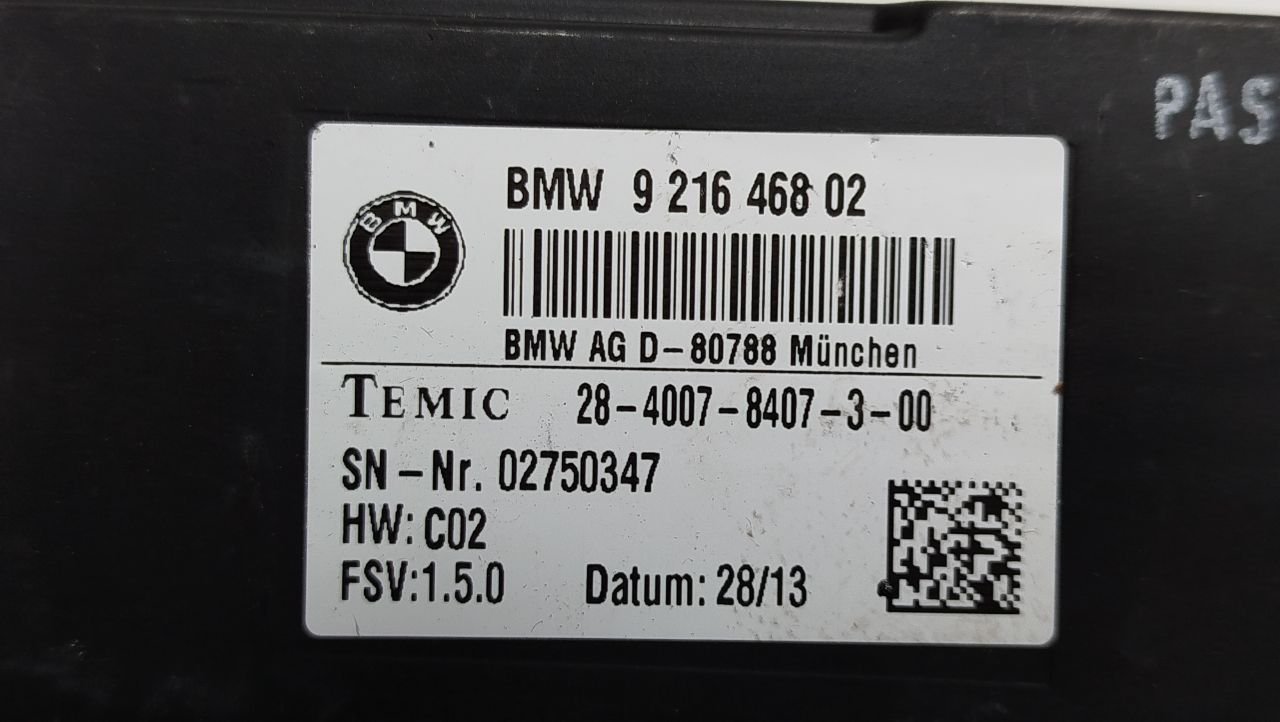 PAS
BMW 9 216 468 02
BMW
BMW AG D-80788 München
TEMIC 28-4007-8407-3-00
SN-Nr. 02750347
HW: C02
FSV:1.5.0 Datum: 28/13